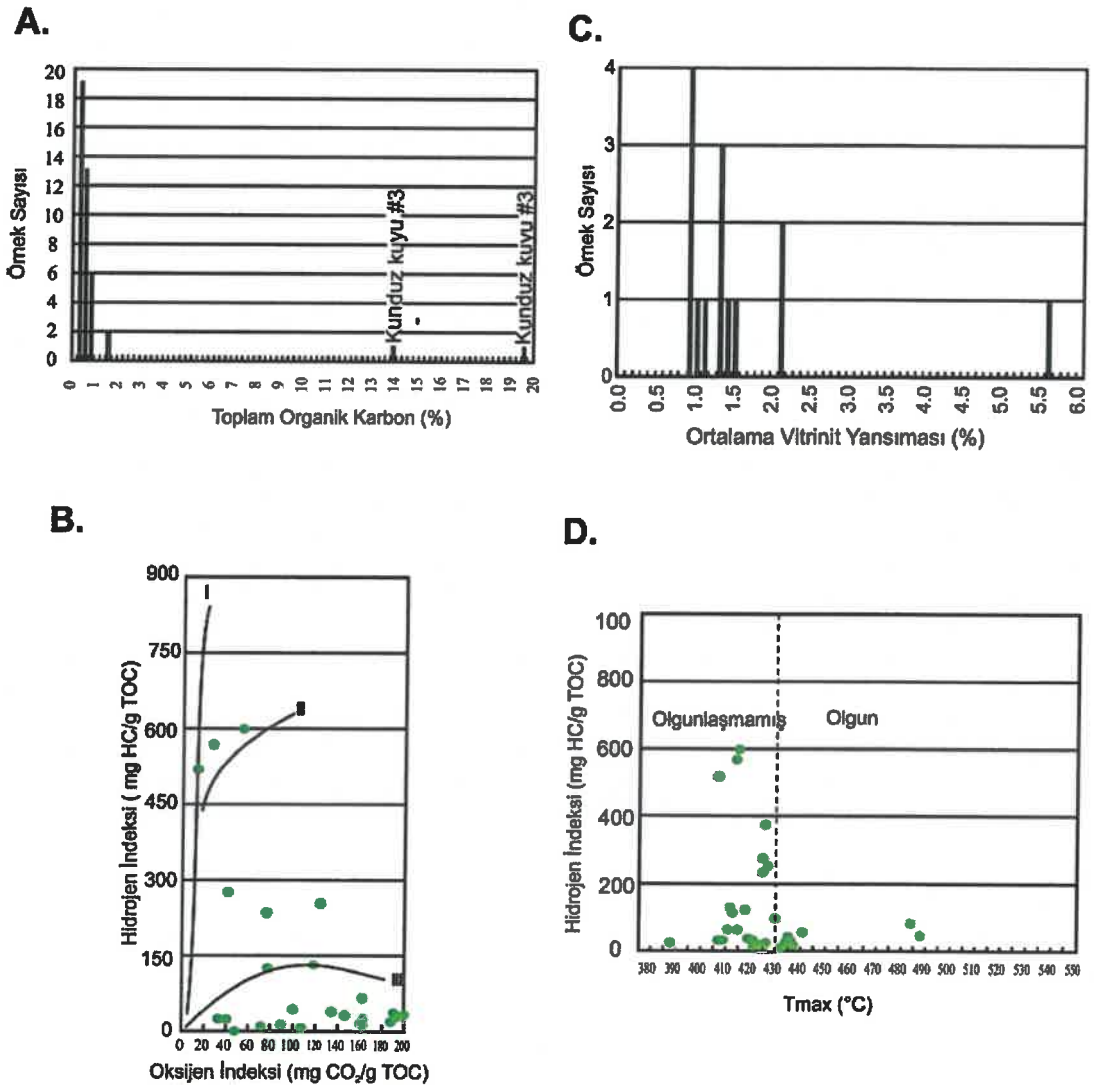 A.
20
18
16
14
12
10
8
6
4
2
0
Örnek Sayısı
Kunduz kuyu #3
Kunduz kuyu #3
0 1 2 3 4 5 6 7 8 9 10 11 12 13 14 15 16 17 18 19 20
Toplam Organik Karbon (%)
C.
4
3
2
1
0
Örnek Sayısı
0.0 0.5 1.0 1.5 2.0 2.5 3.0 3.5 4.0 4.5 5.0 5.5 6.0
Ortalama Vitrinit Yansıması (%)
B.
900
750
600
450
300
150
0
Hidrojen İndeksi ( mg HC/g TOC)
I
II
III
0 20 40 60 80 100 120 140 160 180 200
Oksijen İndeksi (mg CO₂/g TOC)
D.
100
800
600
400
200
0
Hidrojen İndeksi (mg HC/g TOC)
Olgunlaşmamış Olgun
380 390 400 410 420 430 440 450 460 470 480 490 500 510 520 530 540 550
Tmax (°C)